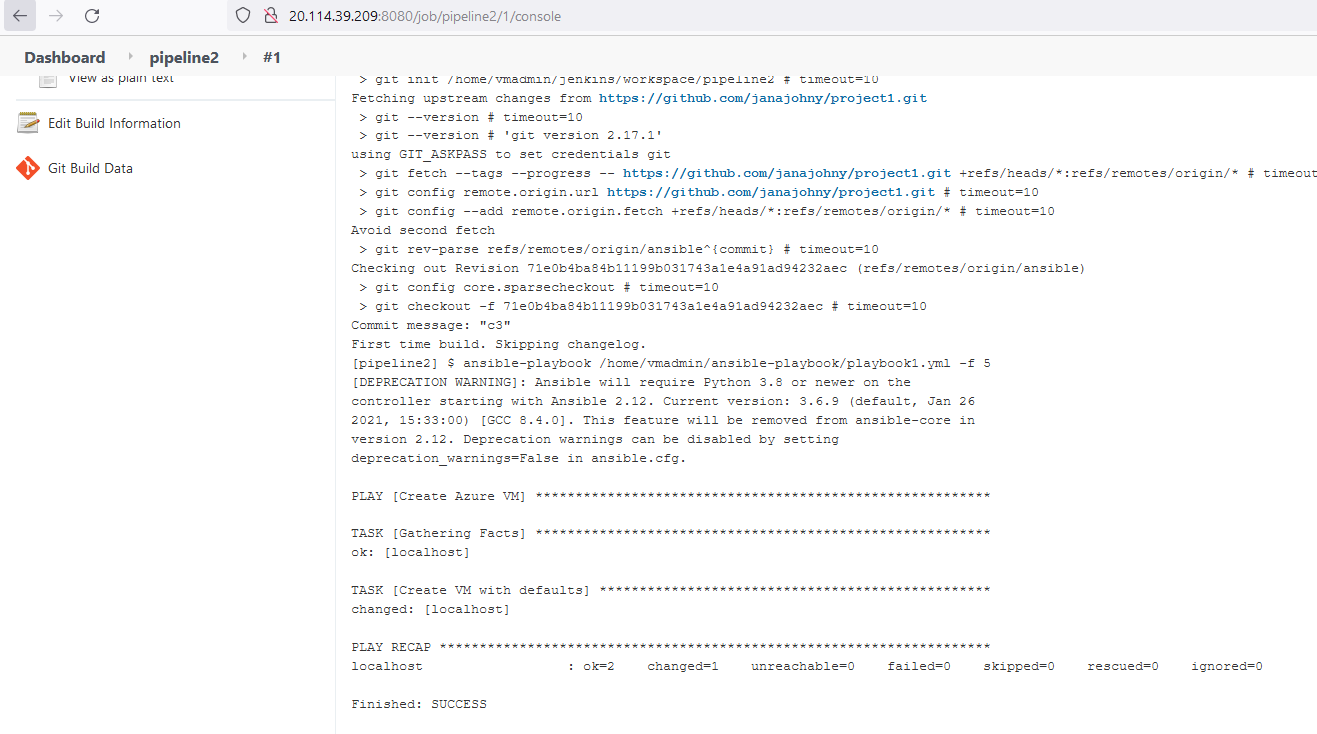 20.114.39.209:8080/job/pipeline2/1/console
Dashboard pipeline2 #1
View as plain text
Edit Build Information
Git Build Data
> git init /home/vmadmin/jenkins/workspace/pipeline2 # timeout=10
Fetching upstream changes from https://github.com/janajohny/project1.git
> git --version # timeout=10
> git --version # 'git version 2.17.1'
using GIT_ASKPASS to set credentials git
> git fetch --tags --progress -- https://github.com/janajohny/project1.git +refs/heads/*:refs/remotes/origin/* # timeout
> git config remote.origin.url https://github.com/janajohny/project1.git # timeout=10
> git config --add remote.origin.fetch +refs/heads/*:refs/remotes/origin/* # timeout=10
Avoid second fetch
> git rev-parse refs/remotes/origin/ansible^{commit} # timeout=10
Checking out Revision 71e0b4ba84b11199b031743a1e4a91ad94232aec (refs/remotes/origin/ansible)
> git config core.sparsecheckout # timeout=10
> git checkout -f 71e0b4ba84b11199b031743a1e4a91ad94232aec # timeout=10
Commit message: "c3"
First time build. Skipping changelog.
[pipeline2] $ ansible-playbook /home/vmadmin/ansible-playbook/playbook1.yml -f 5
[DEPRECATION WARNING]: Ansible will require Python 3.8 or newer on the
controller starting with Ansible 2.12. Current version: 3.6.9 (default, Jan 26
2021, 15:33:00) [GCC 8.4.0]. This feature will be removed from ansible-core in
version 2.12. Deprecation warnings can be disabled by setting
deprecation_warnings=False in ansible.cfg.
PLAY [Create Azure VM] *********************************************************
TASK [Gathering Facts] *********************************************************
ok: [localhost]
TASK [Create VM with defaults] *************************************************
changed: [localhost]
PLAY RECAP *********************************************************************
localhost : ok=2 changed=1 unreachable=0 failed=0 skipped=0 rescued=0 ignored=0
Finished: SUCCESS